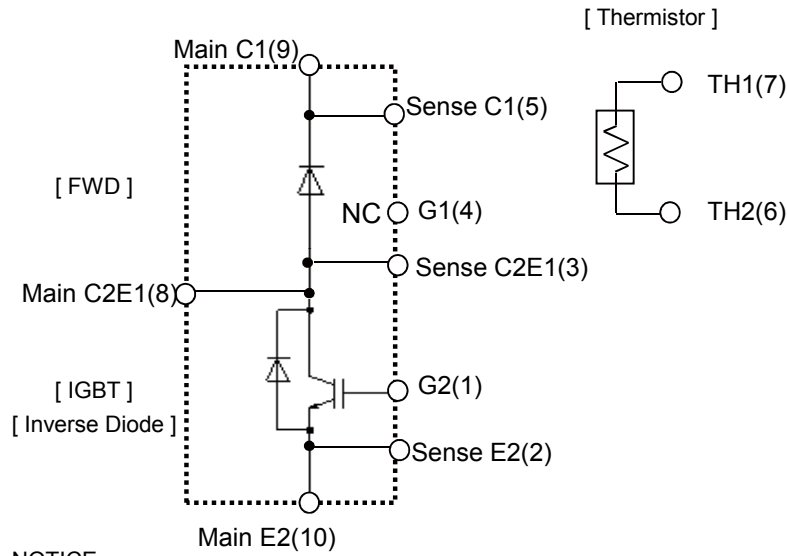 [ Thermistor ]
Main C1(9)
TH1(7)
Sense C1(5)
[ FWD ]
NC G1(4)
TH2(6)
Sense C2E1(3)
Main C2E1(8)
[ IGBT ]
G2(1)
[ Inverse Diode ]
Sense E2(2)
Main E2(10)